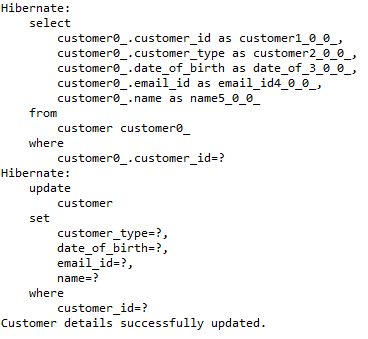 Hibernate:
    select
        customer0_.customer_id as customer1_0_0_,
        customer0_.customer_type as customer2_0_0_,
        customer0_.date_of_birth as date_of_3_0_0_,
        customer0_.email_id as email_id4_0_0_,
        customer0_.name as name5_0_0_
    from
        customer customer0_
    where
        customer0_.customer_id=?
Hibernate:
    update
        customer
    set
        customer_type=?,
        date_of_birth=?,
        email_id=?,
        name=?
    where
        customer_id=?
Customer details successfully updated.